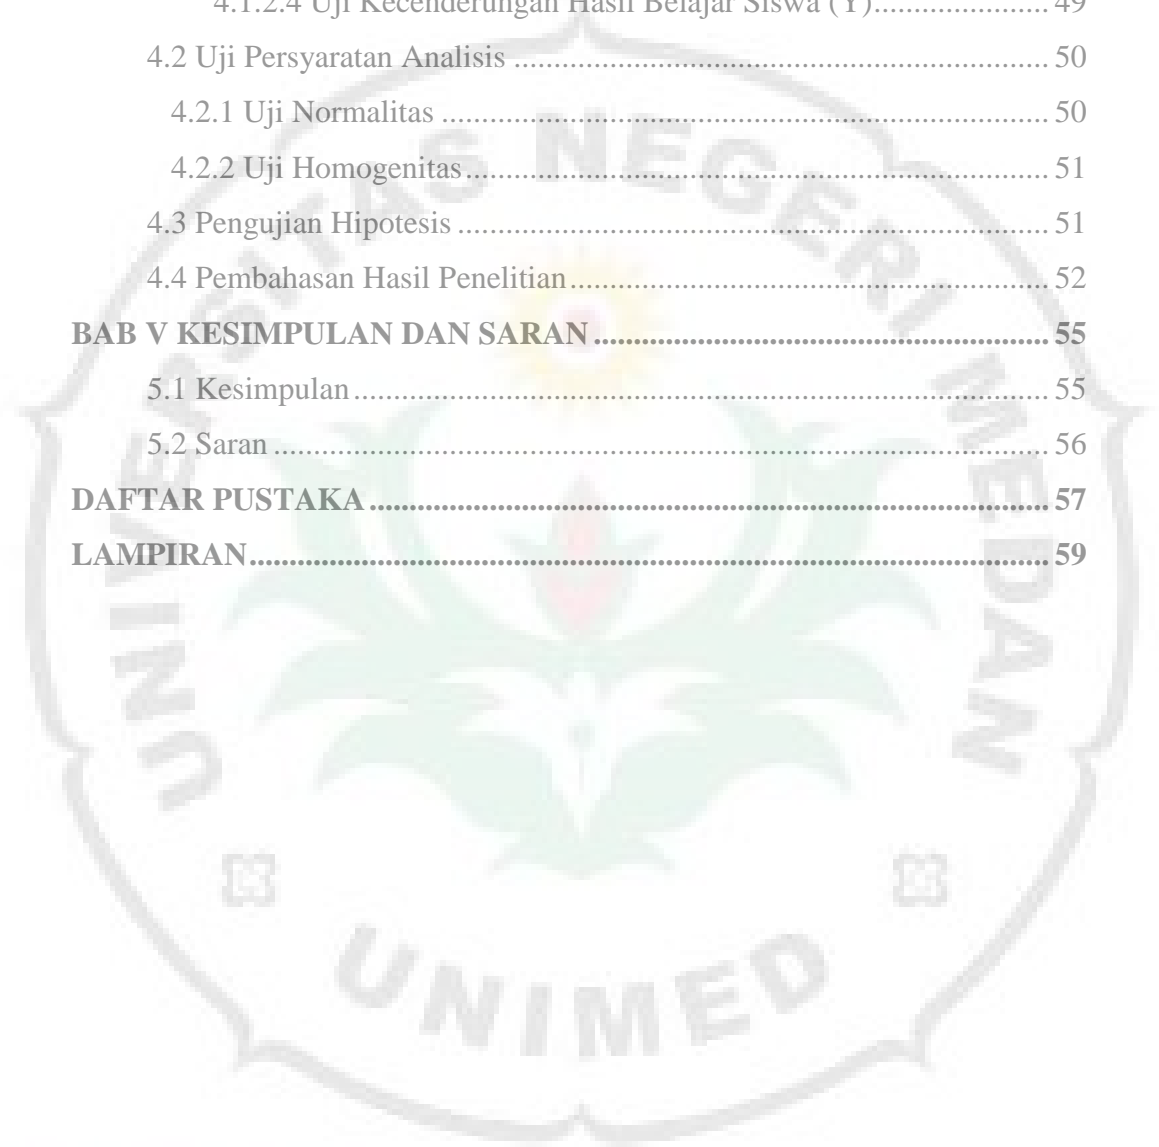 4.1.2.4 Uji Kecenderungan Hasil Belajar Siswa (Y)...................... 49
4.2 Uji Persyaratan Analisis .................................................................... 50
4.2.1 Uji Normalitas ............................................................................. 50
4.2.2 Uji Homogenitas.......................................................................... 51
4.3 Pengujian Hipotesis ........................................................................... 51
4.4 Pembahasan Hasil Penelitian............................................................. 52
BAB V KESIMPULAN DAN SARAN .......................................................... 55
5.1 Kesimpulan ........................................................................................ 55
5.2 Saran .................................................................................................. 56
DAFTAR PUSTAKA ...................................................................................... 57
LAMPIRAN..................................................................................................... 59
UNIVERSITAS NEGERI MEDAN
UNIMED